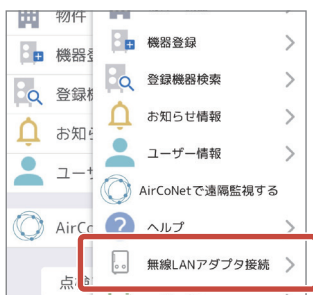 物件
機器
登録機
お知ら
ユー
AirCo
点検
機器登録
登録機器検索
お知らせ情報
ユーザー情報
AirCoNetで遠隔監視する
ヘルプ
無線LANアダプタ接続